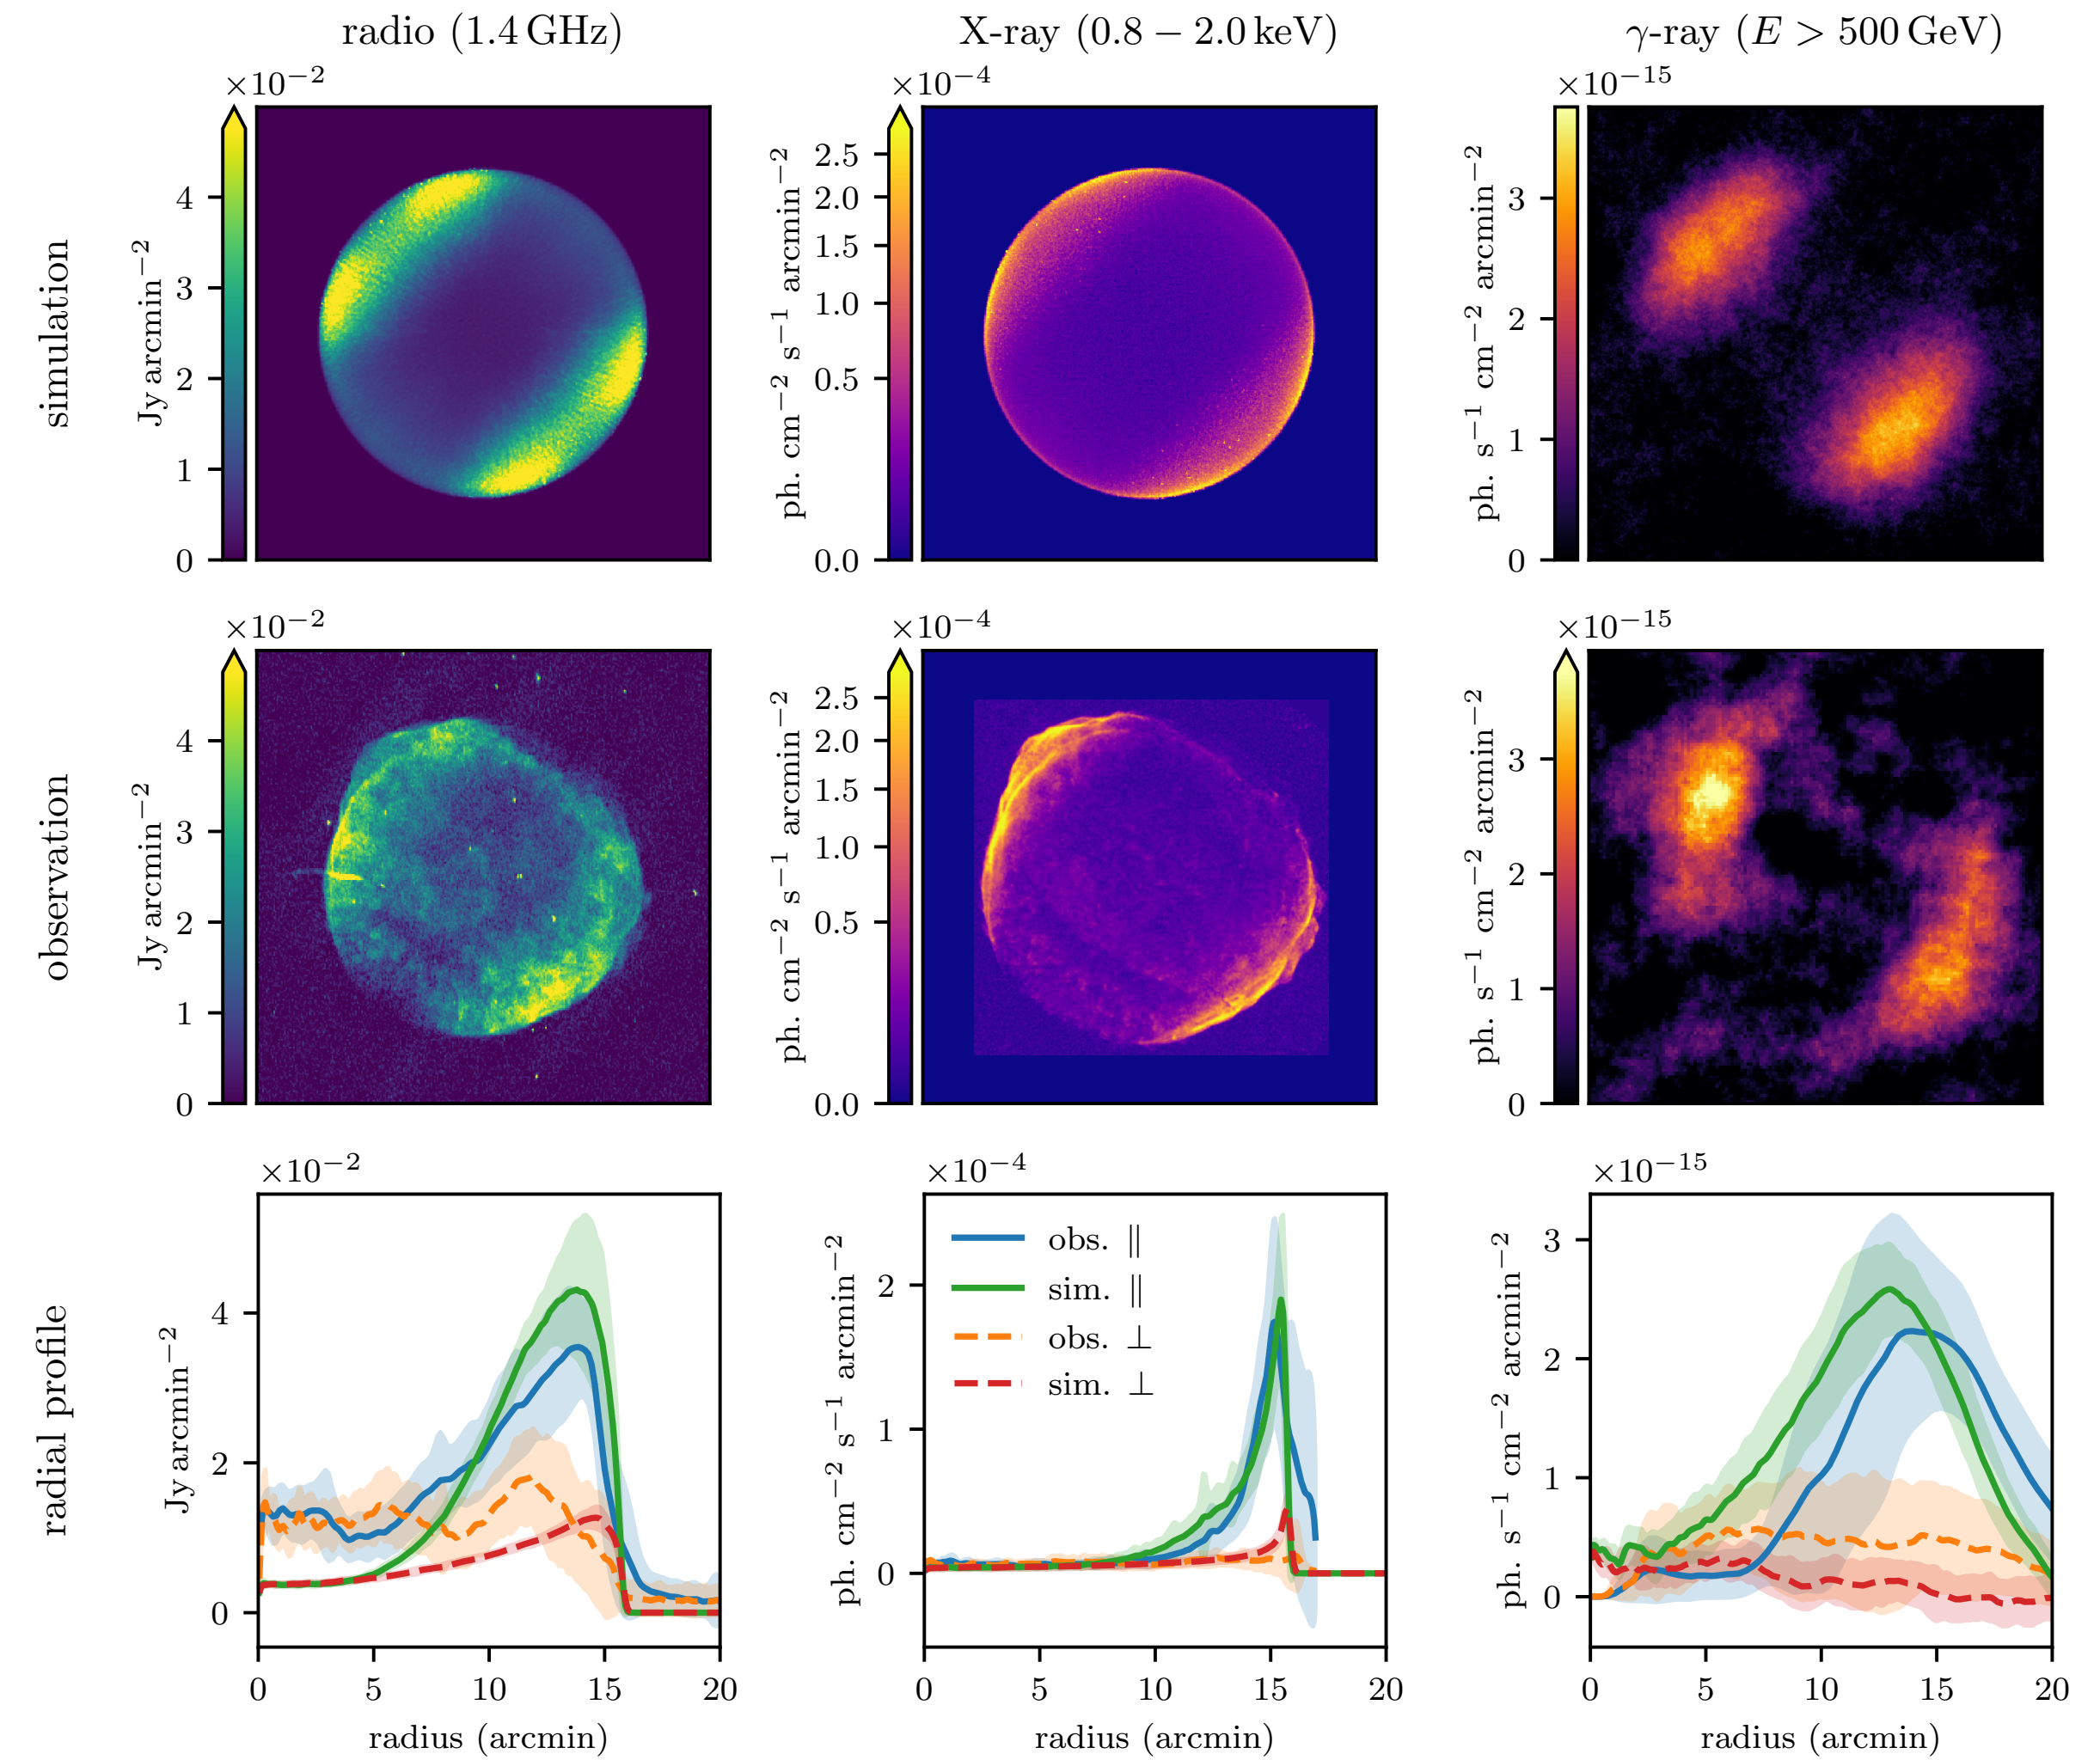 radio (1.4 GHz)
X-ray (0.8 − 2.0 keV)
γ-ray (E > 500 GeV)
simulation
×10⁻²
Jy arcmin⁻²
4
3
2
1
0
×10⁻⁴
ph. cm⁻² s⁻¹ arcmin⁻²
2.5
2.0
1.5
1.0
0.5
0.0
×10⁻¹⁵
ph. s⁻¹ cm⁻² arcmin⁻²
3
2
1
0
observation
×10⁻²
Jy arcmin⁻²
4
3
2
1
0
×10⁻⁴
ph. cm⁻² s⁻¹ arcmin⁻²
2.5
2.0
1.5
1.0
0.5
0.0
×10⁻¹⁵
ph. s⁻¹ cm⁻² arcmin⁻²
3
2
1
0
radial profile
×10⁻²
Jy arcmin⁻²
4
2
0
0 5 10 15 20
radius (arcmin)
×10⁻⁴
ph. cm⁻² s⁻¹ arcmin⁻²
2
1
0
obs. ∥
sim. ∥
obs. ⊥
sim. ⊥
0 5 10 15 20
radius (arcmin)
×10⁻¹⁵
ph. s⁻¹ cm⁻² arcmin⁻²
3
2
1
0
0 5 10 15 20
radius (arcmin)